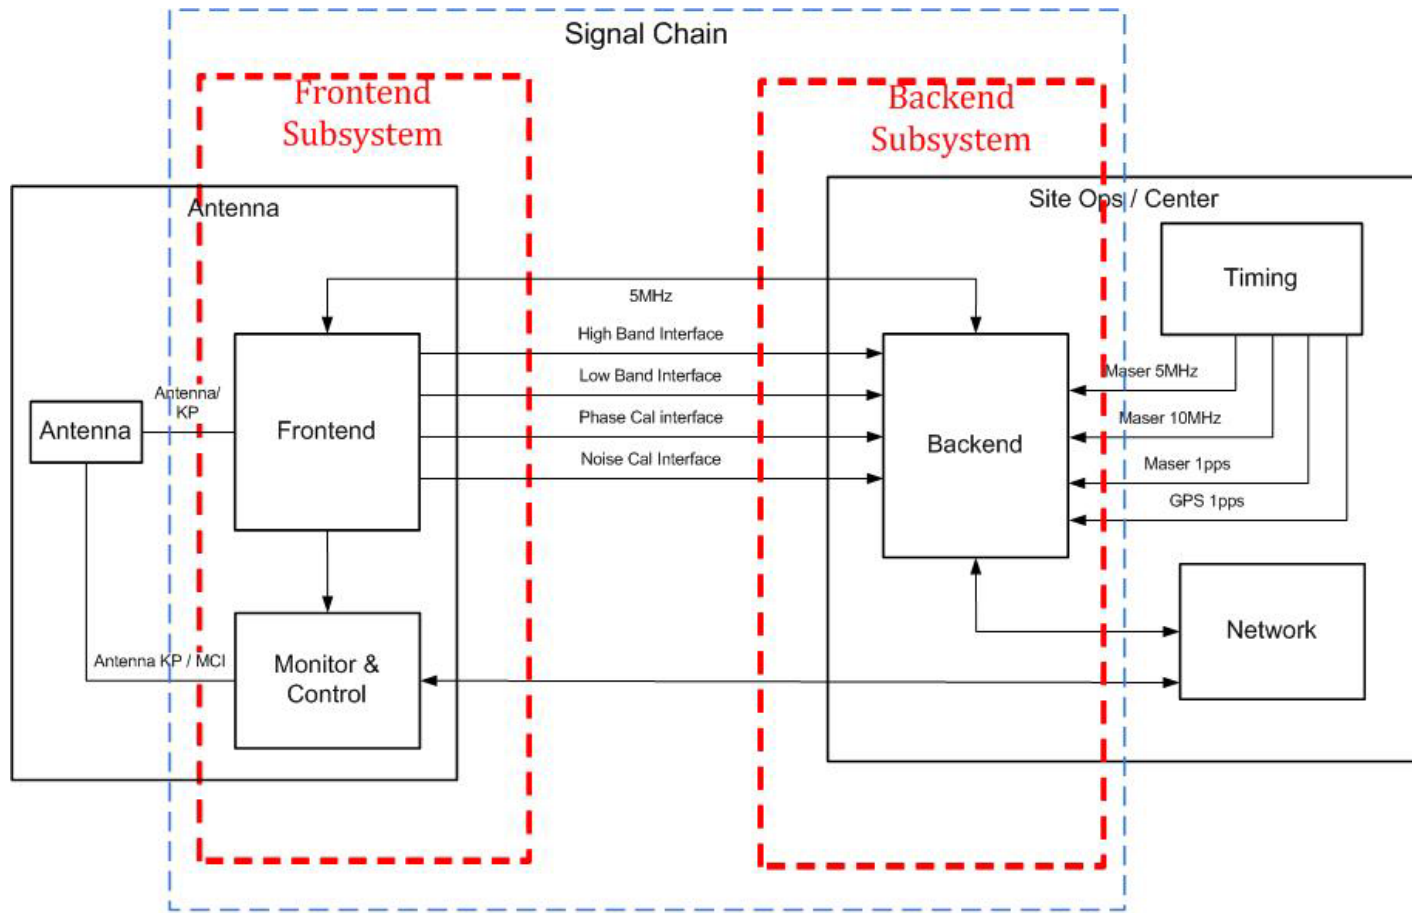 Signal Chain
Frontend
Subsystem
Backend
Subsystem
Antenna
Site Ops / Center
Timing
5MHz
High Band Interface
Low Band Interface
Phase Cal interface
Noise Cal Interface
Maser 5MHz
Maser 10MHz
Maser 1pps
GPS 1pps
Antenna/
KP
Antenna
Frontend
Backend
Network
Antenna KP / MCI
Monitor &
Control